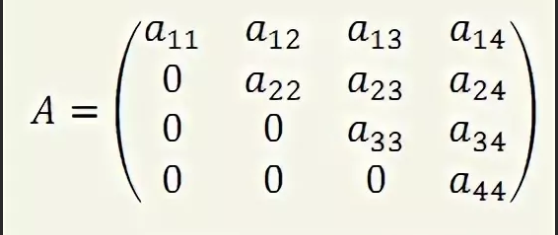 A = 
a₁₁ a₁₂ a₁₃ a₁₄
0 a₂₂ a₂₃ a₂₄
0 0 a₃₃ a₃₄
0 0 0 a₄₄